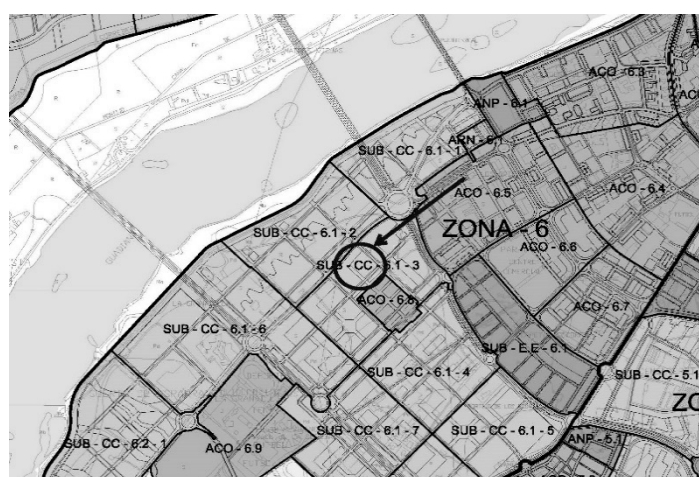 ACO - 6.3
ANP - 6.1
ARN - 6.1
SUB - CC - 6.1 - 1
ACO - 6.5
ACO - 6.4
ZONA - 6
SUB - CC - 6.1 - 2
ACO - 6.6
SUB - CC - 6.1 - 3
ACO - 6.8
ACO - 6.7
SUB - CC - 6.1 - 6
SUB - E.E - 6.1
SUB - CC - 6.1 - 4
SUB - CC - 5.1
ZO
SUB - CC - 6.2 - 1
ACO - 6.9
SUB - CC - 6.1 - 7
SUB - CC - 6.1 - 5
ANP - 5.1